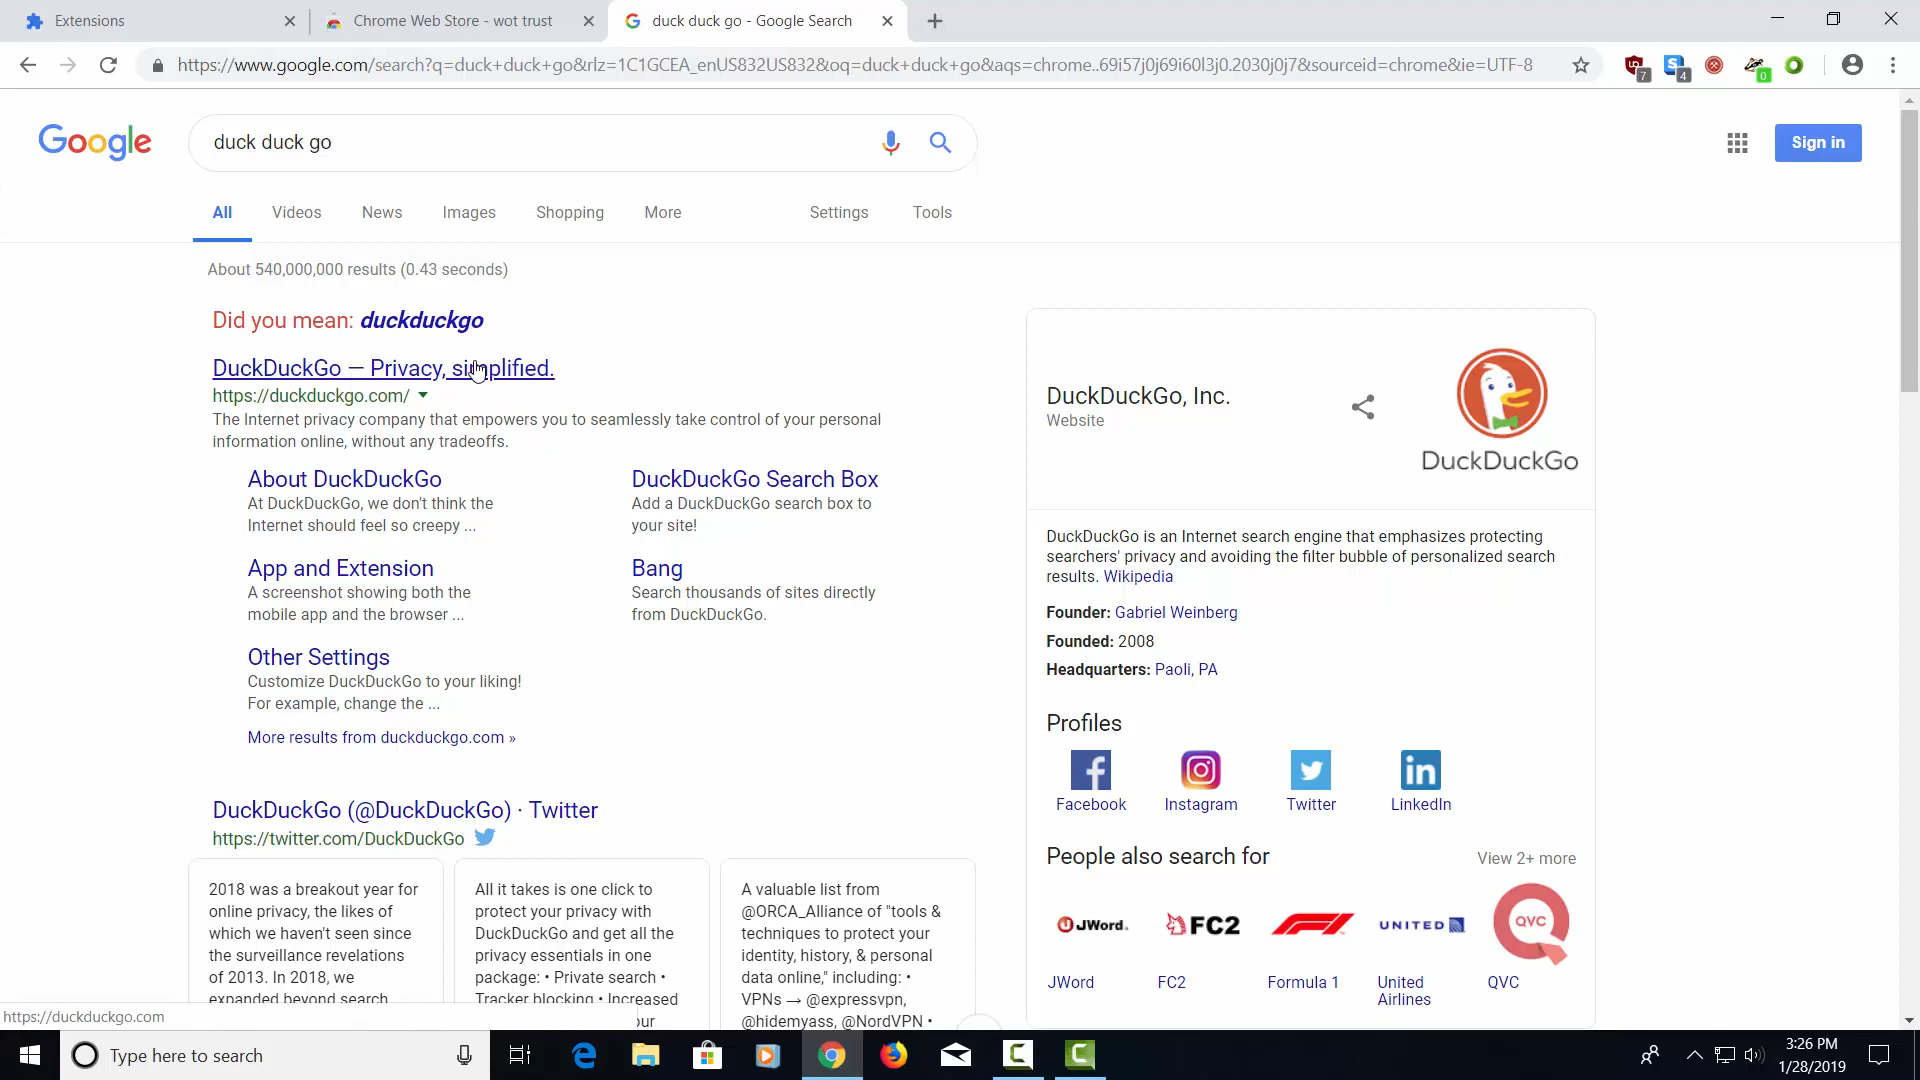 Extensions
Chrome Web Store - wot trust
duck duck go - Google Search
https://www.google.com/search?q=duck+duck+go&rlz=1C1GCEA_enUS832US832&oq=duck+duck+go&aqs=chrome..69i57j0j69i60l3j0.2030j0j7&sourceid=chrome&ie=UTF-8
7
4
0
Google
duck duck go
Sign in
All
Videos
News
Images
Shopping
More
Settings
Tools
About 540,000,000 results (0.43 seconds)
Did you mean: duckduckgo
DuckDuckGo — Privacy, simplified.
https://duckduckgo.com/
The Internet privacy company that empowers you to seamlessly take control of your personal
information online, without any tradeoffs.
About DuckDuckGo
At DuckDuckGo, we don't think the
Internet should feel so creepy ...
DuckDuckGo Search Box
Add a DuckDuckGo search box to
your site!
App and Extension
A screenshot showing both the
mobile app and the browser ...
Bang
Search thousands of sites directly
from DuckDuckGo.
Other Settings
Customize DuckDuckGo to your liking!
For example, change the ...
More results from duckduckgo.com »
DuckDuckGo (@DuckDuckGo) · Twitter
https://twitter.com/DuckDuckGo
2018 was a breakout year for
online privacy, the likes of
which we haven't seen since
the surveillance revelations
of 2013. In 2018, we
expanded beyond search
All it takes is one click to
protect your privacy with
DuckDuckGo and get all the
privacy essentials in one
package: • Private search •
Tracker blocking • Increased
our
A valuable list from
@ORCA_Alliance of "tools &
techniques to protect your
identity, history, & personal
data online," including: •
VPNs → @expressvpn,
@hidemyass, @NordVPN •
DuckDuckGo, Inc.
Website
DuckDuckGo
DuckDuckGo is an Internet search engine that emphasizes protecting
searchers' privacy and avoiding the filter bubble of personalized search
results. Wikipedia
Founder: Gabriel Weinberg
Founded: 2008
Headquarters: Paoli, PA
Profiles
Facebook
Instagram
Twitter
LinkedIn
People also search for
View 2+ more
JWord.
FC2
UNITED
QVC
JWord
FC2
Formula 1
United
Airlines
QVC
https://duckduckgo.com
Type here to search
3:26 PM
1/28/2019